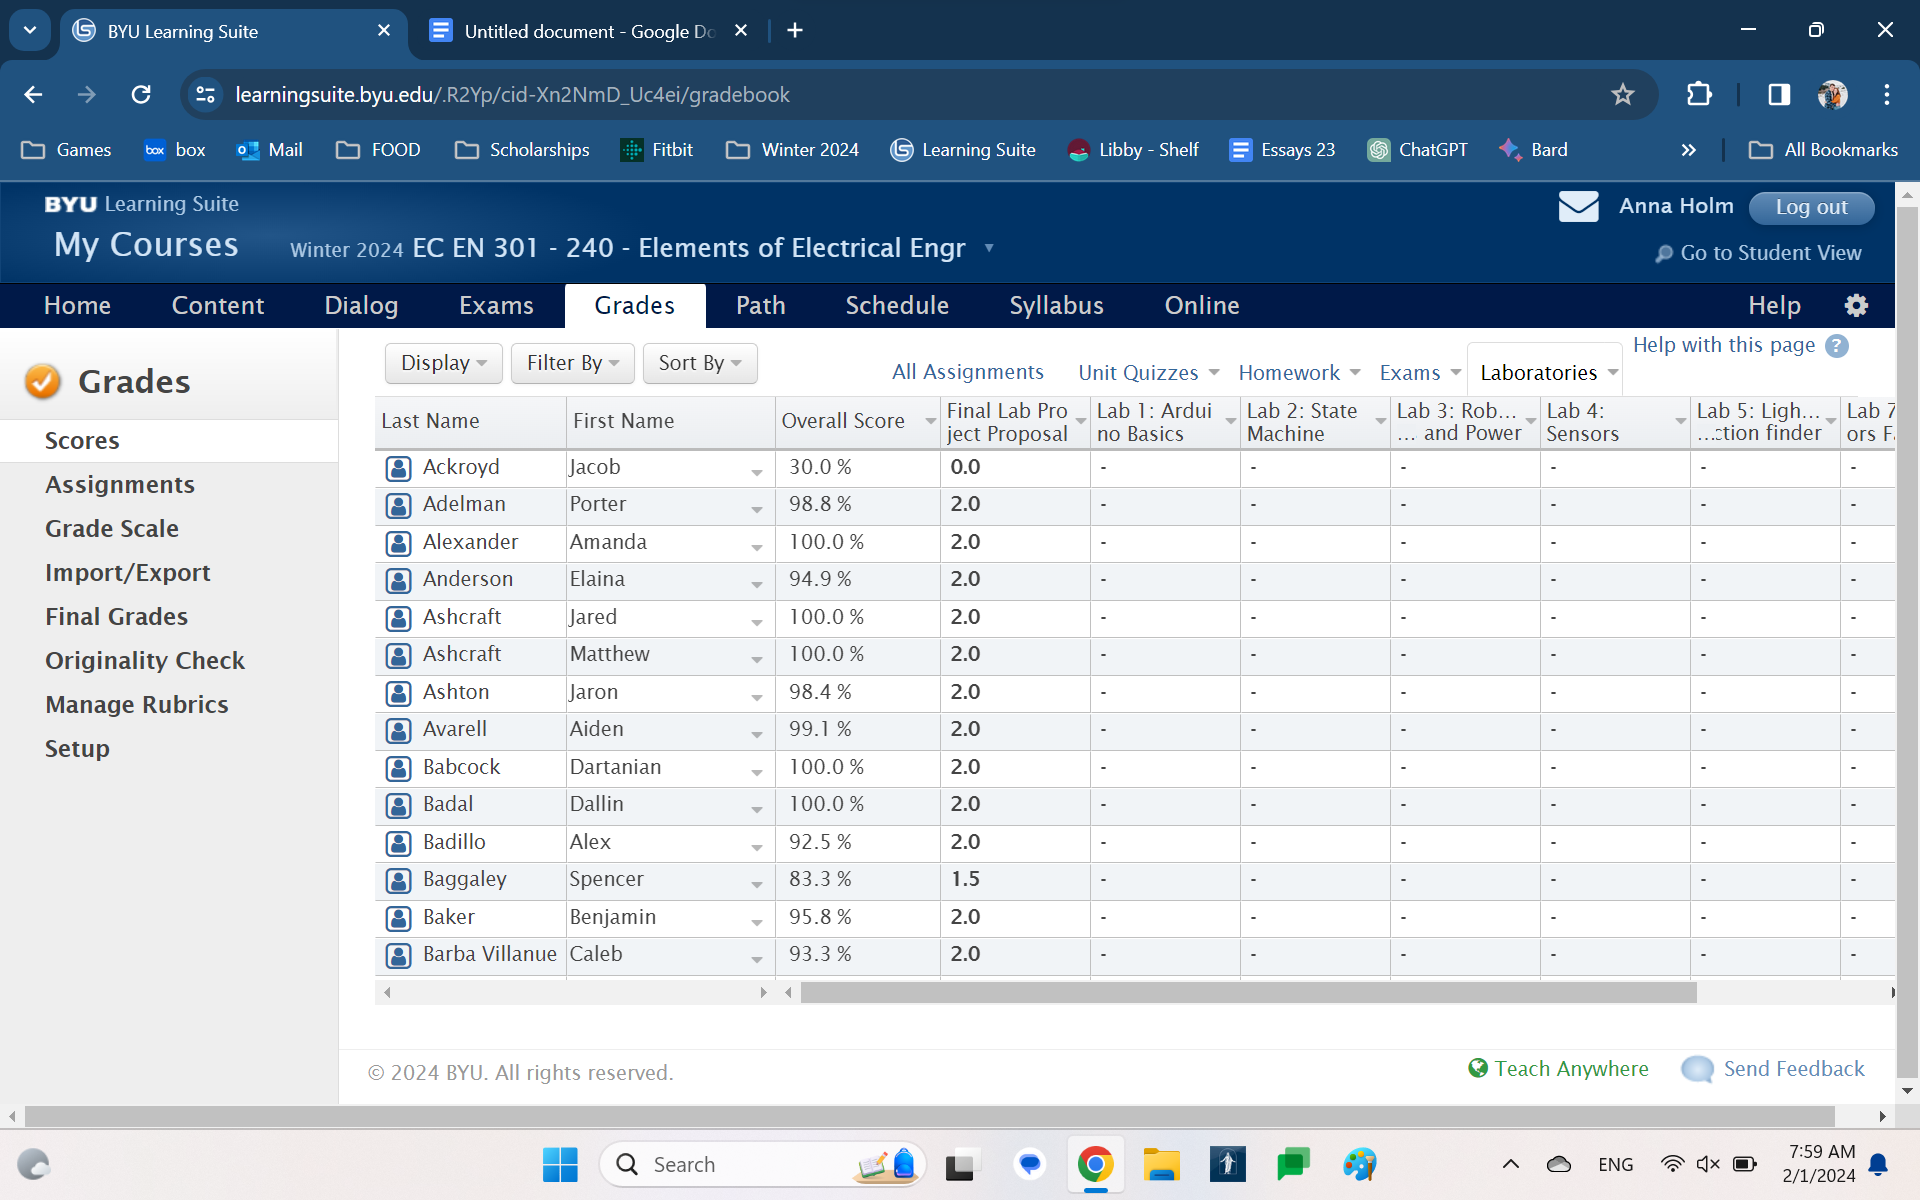 BYU Learning Suite
Untitled document - Google Do
learningsuite.byu.edu/.R2Yp/cid-Xn2NmD_Uc4ei/gradebook
Games box Mail FOOD Scholarships Fitbit Winter 2024 Learning Suite Libby - Shelf Essays 23 ChatGPT Bard » All Bookmarks
BYU Learning Suite
Anna Holm Log out
My Courses Winter 2024 EC EN 301 - 240 - Elements of Electrical Engr
Go to Student View
Home Content Dialog Exams Grades Path Schedule Syllabus Online Help
Grades
Scores
Assignments
Grade Scale
Import/Export
Final Grades
Originality Check
Manage Rubrics
Setup
Help with this page ?
Display Filter By Sort By All Assignments Unit Quizzes Homework Exams Laboratories
Last Name First Name Overall Score Final Lab Pro Lab 1: Ardui Lab 2: State Lab 3: Rob... Lab 4: Lab 5: Ligh... Lab 7
ject Proposal no Basics Machine ... and Power Sensors ...ction finder ors F
Ackroyd Jacob 30.0 % 0.0 - - - - - -
Adelman Porter 98.8 % 2.0 - - - - - -
Alexander Amanda 100.0 % 2.0 - - - - - -
Anderson Elaina 94.9 % 2.0 - - - - - -
Ashcraft Jared 100.0 % 2.0 - - - - - -
Ashcraft Matthew 100.0 % 2.0 - - - - - -
Ashton Jaron 98.4 % 2.0 - - - - - -
Avarell Aiden 99.1 % 2.0 - - - - - -
Babcock Dartanian 100.0 % 2.0 - - - - - -
Badal Dallin 100.0 % 2.0 - - - - - -
Badillo Alex 92.5 % 2.0 - - - - - -
Baggaley Spencer 83.3 % 1.5 - - - - - -
Baker Benjamin 95.8 % 2.0 - - - - - -
Barba Villanue Caleb 93.3 % 2.0 - - - - - -
© 2024 BYU. All rights reserved.
Teach Anywhere Send Feedback
Search
ENG
7:59 AM
2/1/2024